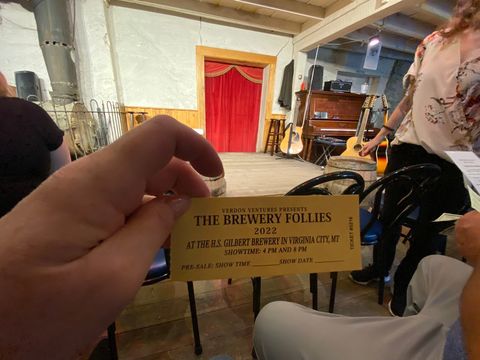 VERDON VENTURES PRESENTS
THE BREWERY FOLLIES
2022
AT THE H.S. GILBERT BREWERY IN VIRGINIA CITY, MT
SHOWTIME: 4 PM AND 8 PM
PRE-SALE: SHOW TIME SHOW DATE